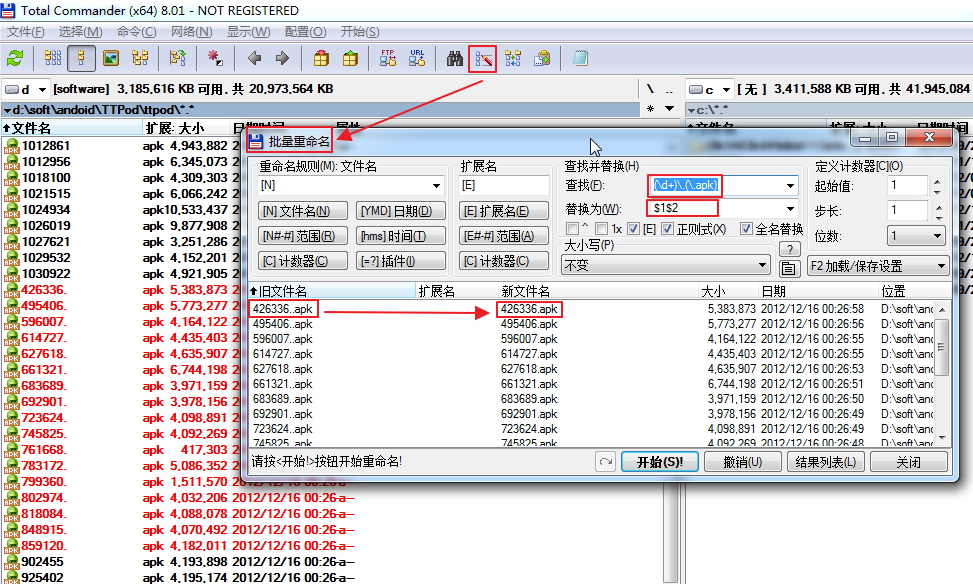 Total Commander (x64) 8.01 - NOT REGISTERED
文件(F) 选择(M) 命令(C) 网络(N) 显示(W) 配置(O) 开始(S)
FTP URL
d [software] 3,185,616 KB 可用. 共 20,973,564 KB \ .. c [ 无 ] 3,411,588 KB 可用. 共 41,945,084
d:\soft\andoid\TTPod\ttpod\*.* * c:\*.*
文件名 扩展: 大小
1012861 apk 4,943,882
1012956 apk 6,345,073
1018100 apk 4,309,303
1021515 apk 6,066,242
1024934 apk 10,533,437
1026019 apk 9,877,908
1027621 apk 3,251,286
1029532 apk 4,152,201
1030922 apk 4,921,905
426336. apk 5,383,873
495406. apk 5,773,277
596007. apk 4,164,122
614727. apk 4,435,403
627618. apk 4,635,907
661321. apk 6,744,198
683689. apk 3,971,159
692901. apk 3,978,156
723624. apk 4,098,891
745825. apk 4,092,269
761668. apk 417,303
783172. apk 5,086,352
799360. apk 1,511,570 2012/12/16 00:26-a--
802974. apk 4,032,206 2012/12/16 00:26-a--
818084. apk 4,088,078 2012/12/16 00:26-a--
848915. apk 4,070,492 2012/12/16 00:26-a--
859120. apk 4,182,011 2012/12/16 00:26-a--
902455 apk 4,193,898 2012/12/16 00:26-a--
925402 apk 4,195,174 2012/12/16 00:26-a--
批量重命名
重命名规则(M): 文件名 扩展名 查找并替换(H) 定义计数器[C](O)
[N] [E] 查找(F): (\d+)\.(\.apk) 起始值: 1
[N] 文件名(N) [YMD] 日期(D) [E] 扩展名(E) 替换为(W): $1$2 步长: 1
[N#-#] 范围(R) [hms] 时间(T) [E#-#] 范围(A) ^ 1x [E] 正则式(X) 全名替换 位数: 1
[C] 计数器(C) [=?] 插件(I) [C] 计数器(C) 大小写(P) 不变 ? F2 加载/保存设置
旧文件名 扩展名 新文件名 大小 日期 位置
426336..apk 426336.apk 5,383,873 2012/12/16 00:26:58 D:\soft\anc
495406..apk 495406.apk 5,773,277 2012/12/16 00:26:56 D:\soft\anc
596007..apk 596007.apk 4,164,122 2012/12/16 00:26:55 D:\soft\anc
614727..apk 614727.apk 4,435,403 2012/12/16 00:26:55 D:\soft\anc
627618..apk 627618.apk 4,635,907 2012/12/16 00:26:53 D:\soft\anc
661321..apk 661321.apk 6,744,198 2012/12/16 00:26:51 D:\soft\anc
683689..apk 683689.apk 3,971,159 2012/12/16 00:26:50 D:\soft\anc
692901..apk 692901.apk 3,978,156 2012/12/16 00:26:49 D:\soft\anc
723624..apk 723624.apk 4,098,891 2012/12/16 00:26:49 D:\soft\anc
745825..apk 745825.apk 4,092,269 2012/12/16 00:26:48 D:\soft\anc
请按<开始!>按钮开始重命名! 开始(S)! 撤销(U) 结果列表(L) 关闭